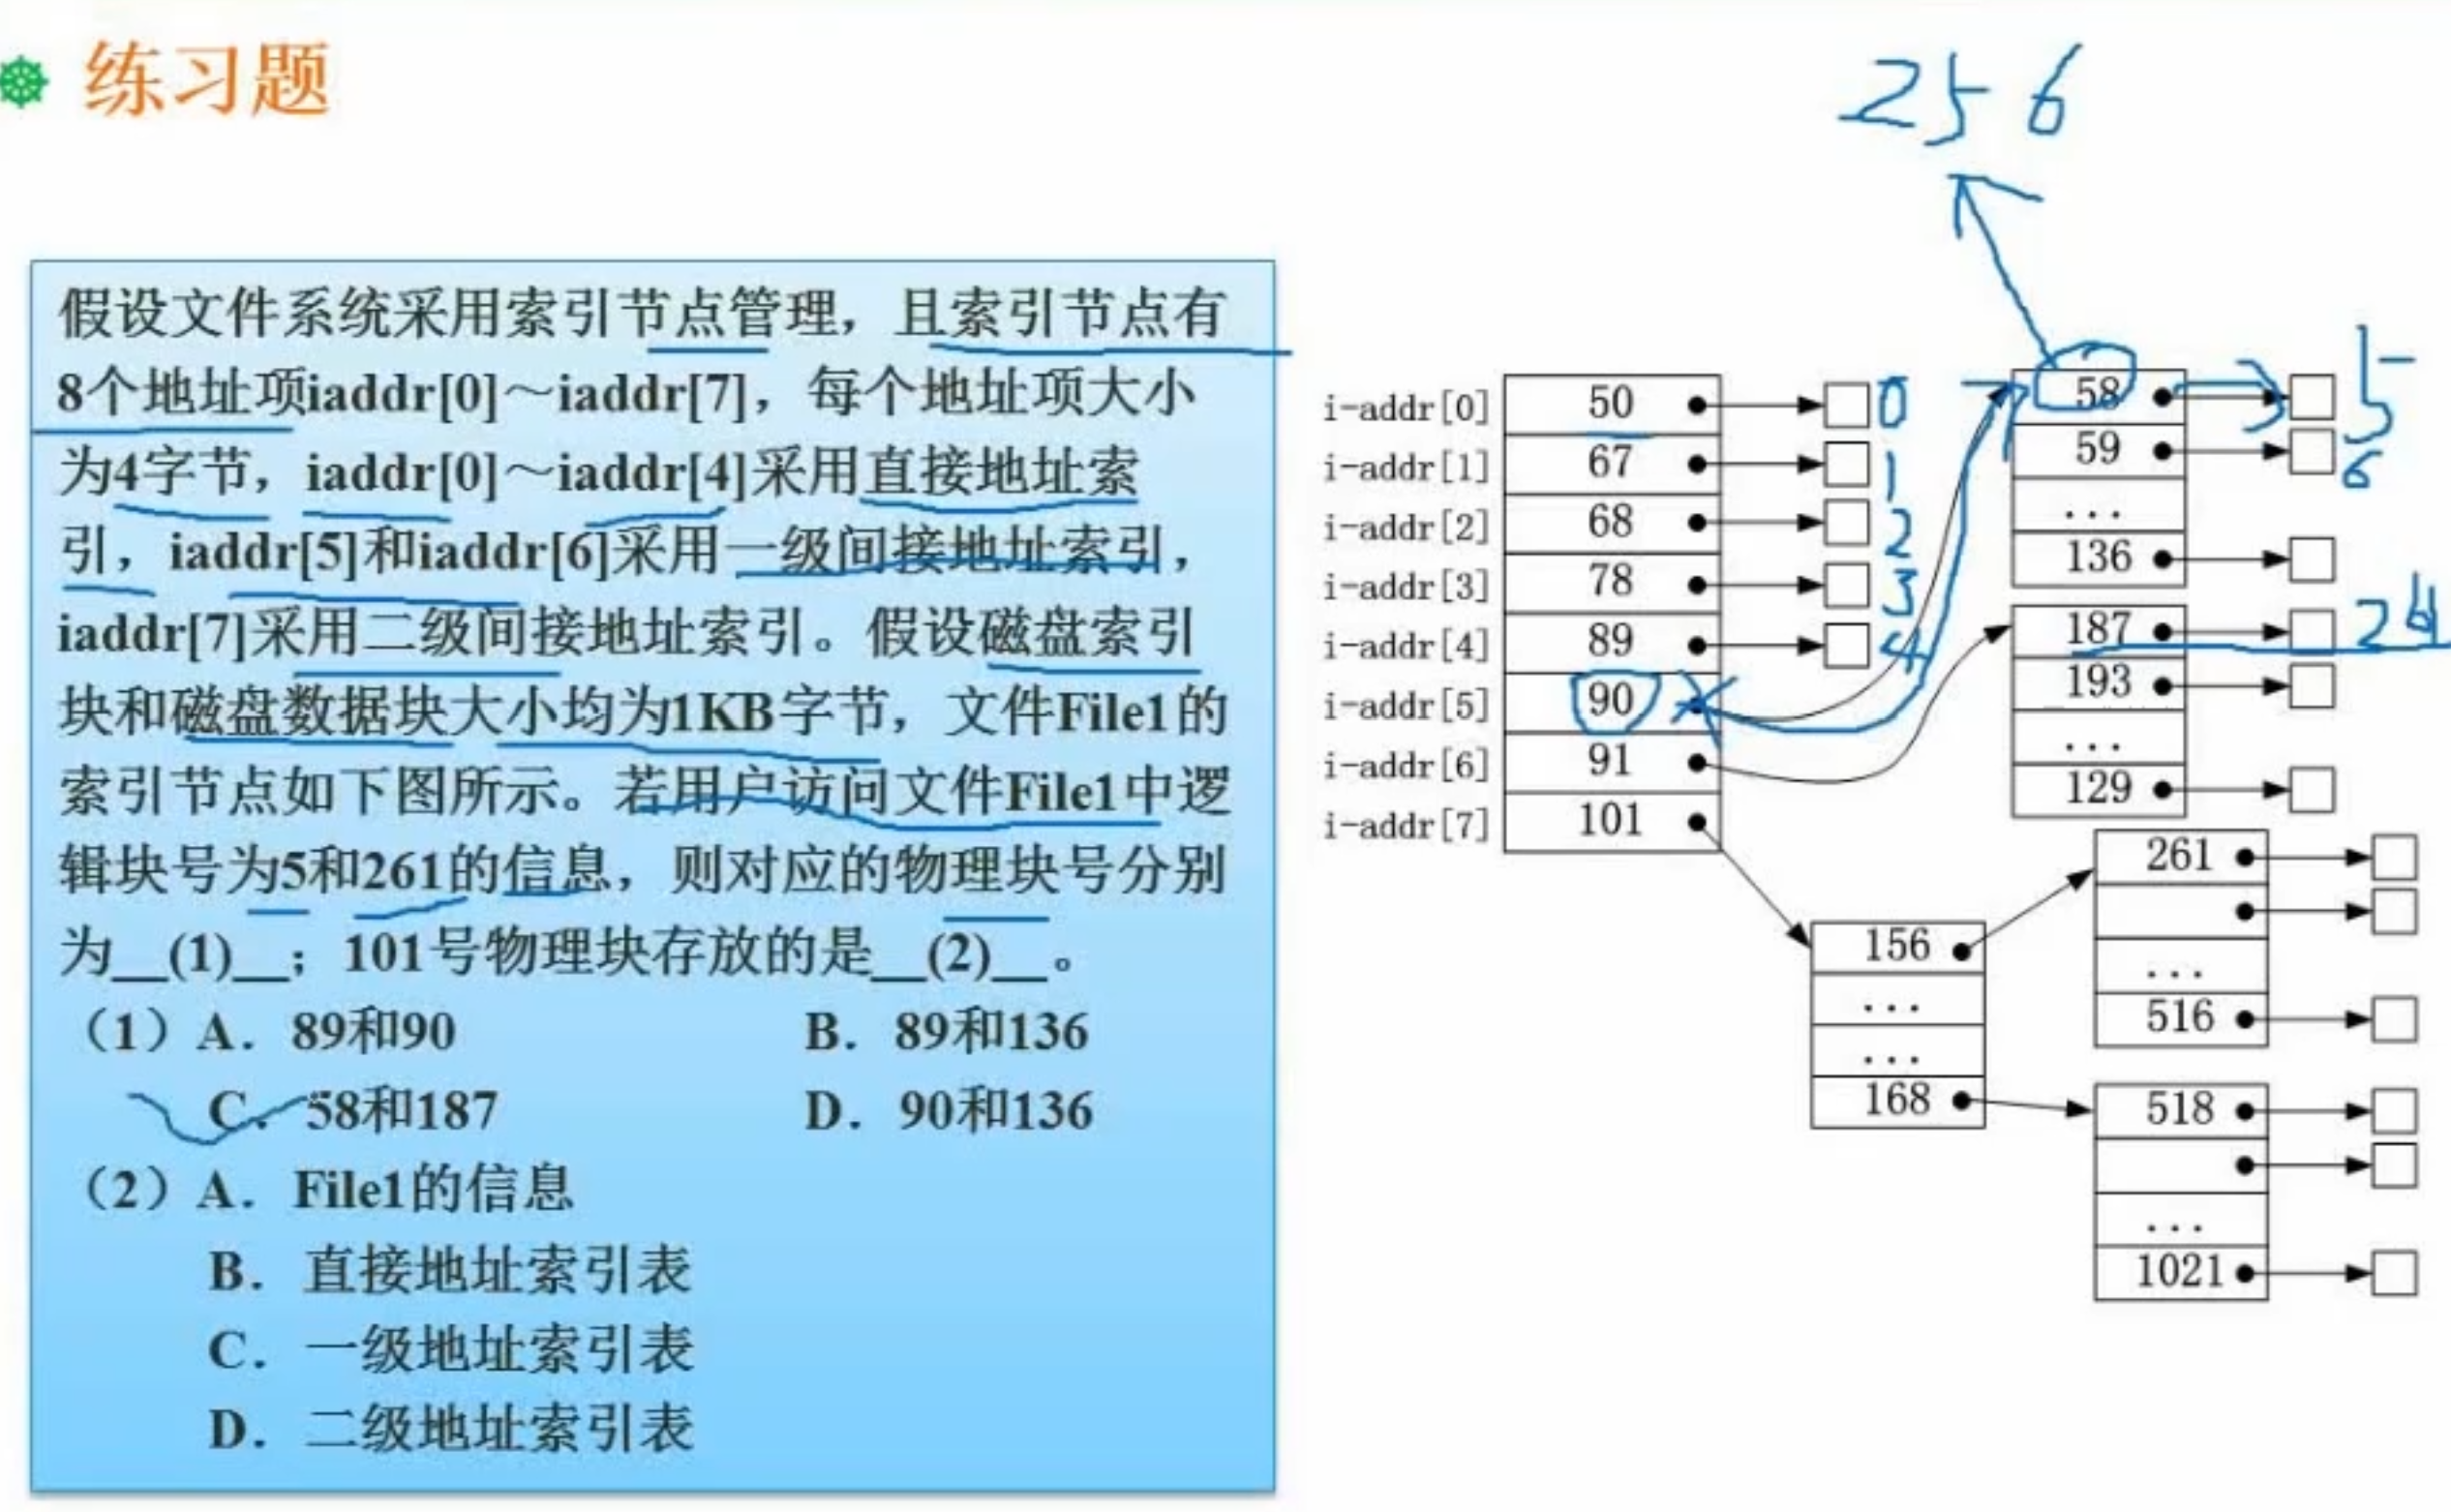 练习题
256
假设文件系统采用索引节点管理，且索引节点有
8个地址项iaddr[0]～iaddr[7]，每个地址项大小
为4字节，iaddr[0]～iaddr[4]采用直接地址索
引，iaddr[5]和iaddr[6]采用一级间接地址索引，
iaddr[7]采用二级间接地址索引。假设磁盘索引
块和磁盘数据块大小均为1KB字节，文件File1的
索引节点如下图所示。若用户访问文件File1中逻
辑块号为5和261的信息，则对应的物理块号分别
为__(1)__；101号物理块存放的是__(2)__。
（1）A．89和90 B．89和136
C．58和187 D．90和136
（2）A．File1的信息
B．直接地址索引表
C．一级地址索引表
D．二级地址索引表
i-addr[0] 50 0
i-addr[1] 67 1
i-addr[2] 68 2
i-addr[3] 78 3
i-addr[4] 89 4
i-addr[5] 90
i-addr[6] 91
i-addr[7] 101
58 5
59 6
...
136
187
193
...
129
156
...
...
168
261
...
516
518
...
1021